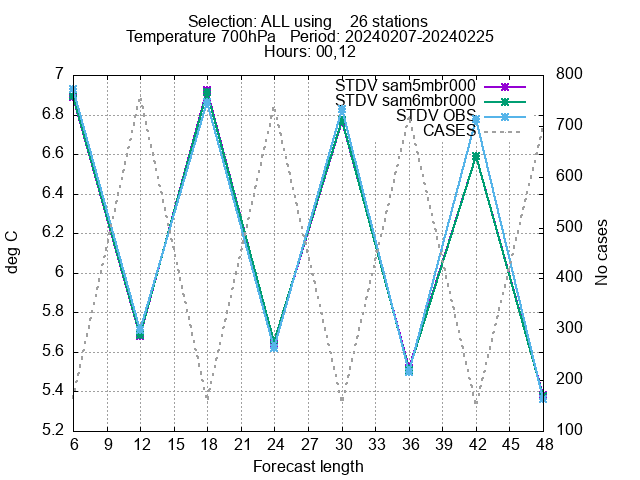 Selection: ALL using    26 stations
Temperature 700hPa   Period: 20240207-20240225
Hours: 00,12
7 800
STDV sam5mbr000
STDV sam6mbr000
STDV OBS
CASES
6.8 700
6.6 600
6.4
6.2 500
6 400
5.8
5.6 300
5.4 200
5.2 100
deg C
No cases
6 9 12 15 18 21 24 27 30 33 36 39 42 45 48
Forecast length